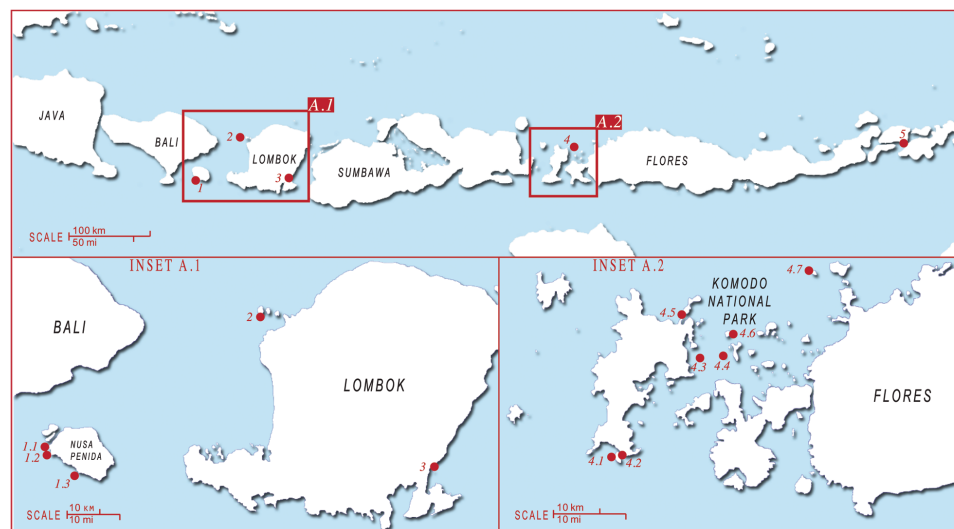 A.1
A.2
JAVA
BALI
2
LOMBOK
3
1
SUMBAWA
4
FLORES
5
SCALE
100 km
50 mi
INSET A.1
BALI
2
LOMBOK
NUSA
PENIDA
1.1
1.2
1.3
3
SCALE
10 KM
10 mi
INSET A.2
KOMODO
NATIONAL
PARK
4.7
4.5
4.6
4.3
4.4
FLORES
4.1
4.2
SCALE
10 km
10 mi